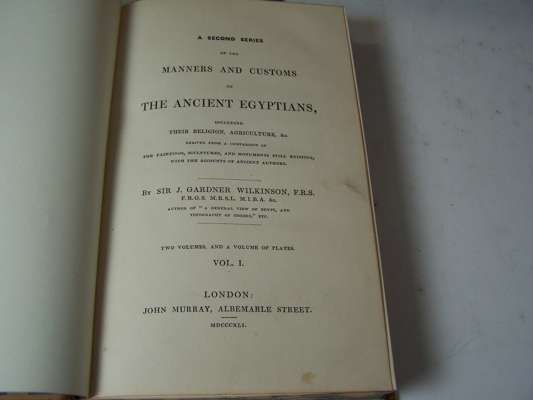 A SECOND SERIES
OF THE
MANNERS AND CUSTOMS
OF
THE ANCIENT EGYPTIANS,
INCLUDING
THEIR RELIGION, AGRICULTURE, &c.
DERIVED FROM A COMPARISON OF
THE PAINTINGS, SCULPTURES, AND MONUMENTS STILL EXISTING,
WITH THE ACCOUNTS OF ANCIENT AUTHORS.
BY SIR J. GARDNER WILKINSON, F.R.S.
F.R.G.S. M.R.S.L. M.I.B.A. &c.
AUTHOR OF "A GENERAL VIEW OF EGYPT, AND
TOPOGRAPHY OF THEBES," ETC.
TWO VOLUMES, AND A VOLUME OF PLATES.
VOL. I.
LONDON:
JOHN MURRAY, ALBEMARLE STREET.
MDCCCXLI.